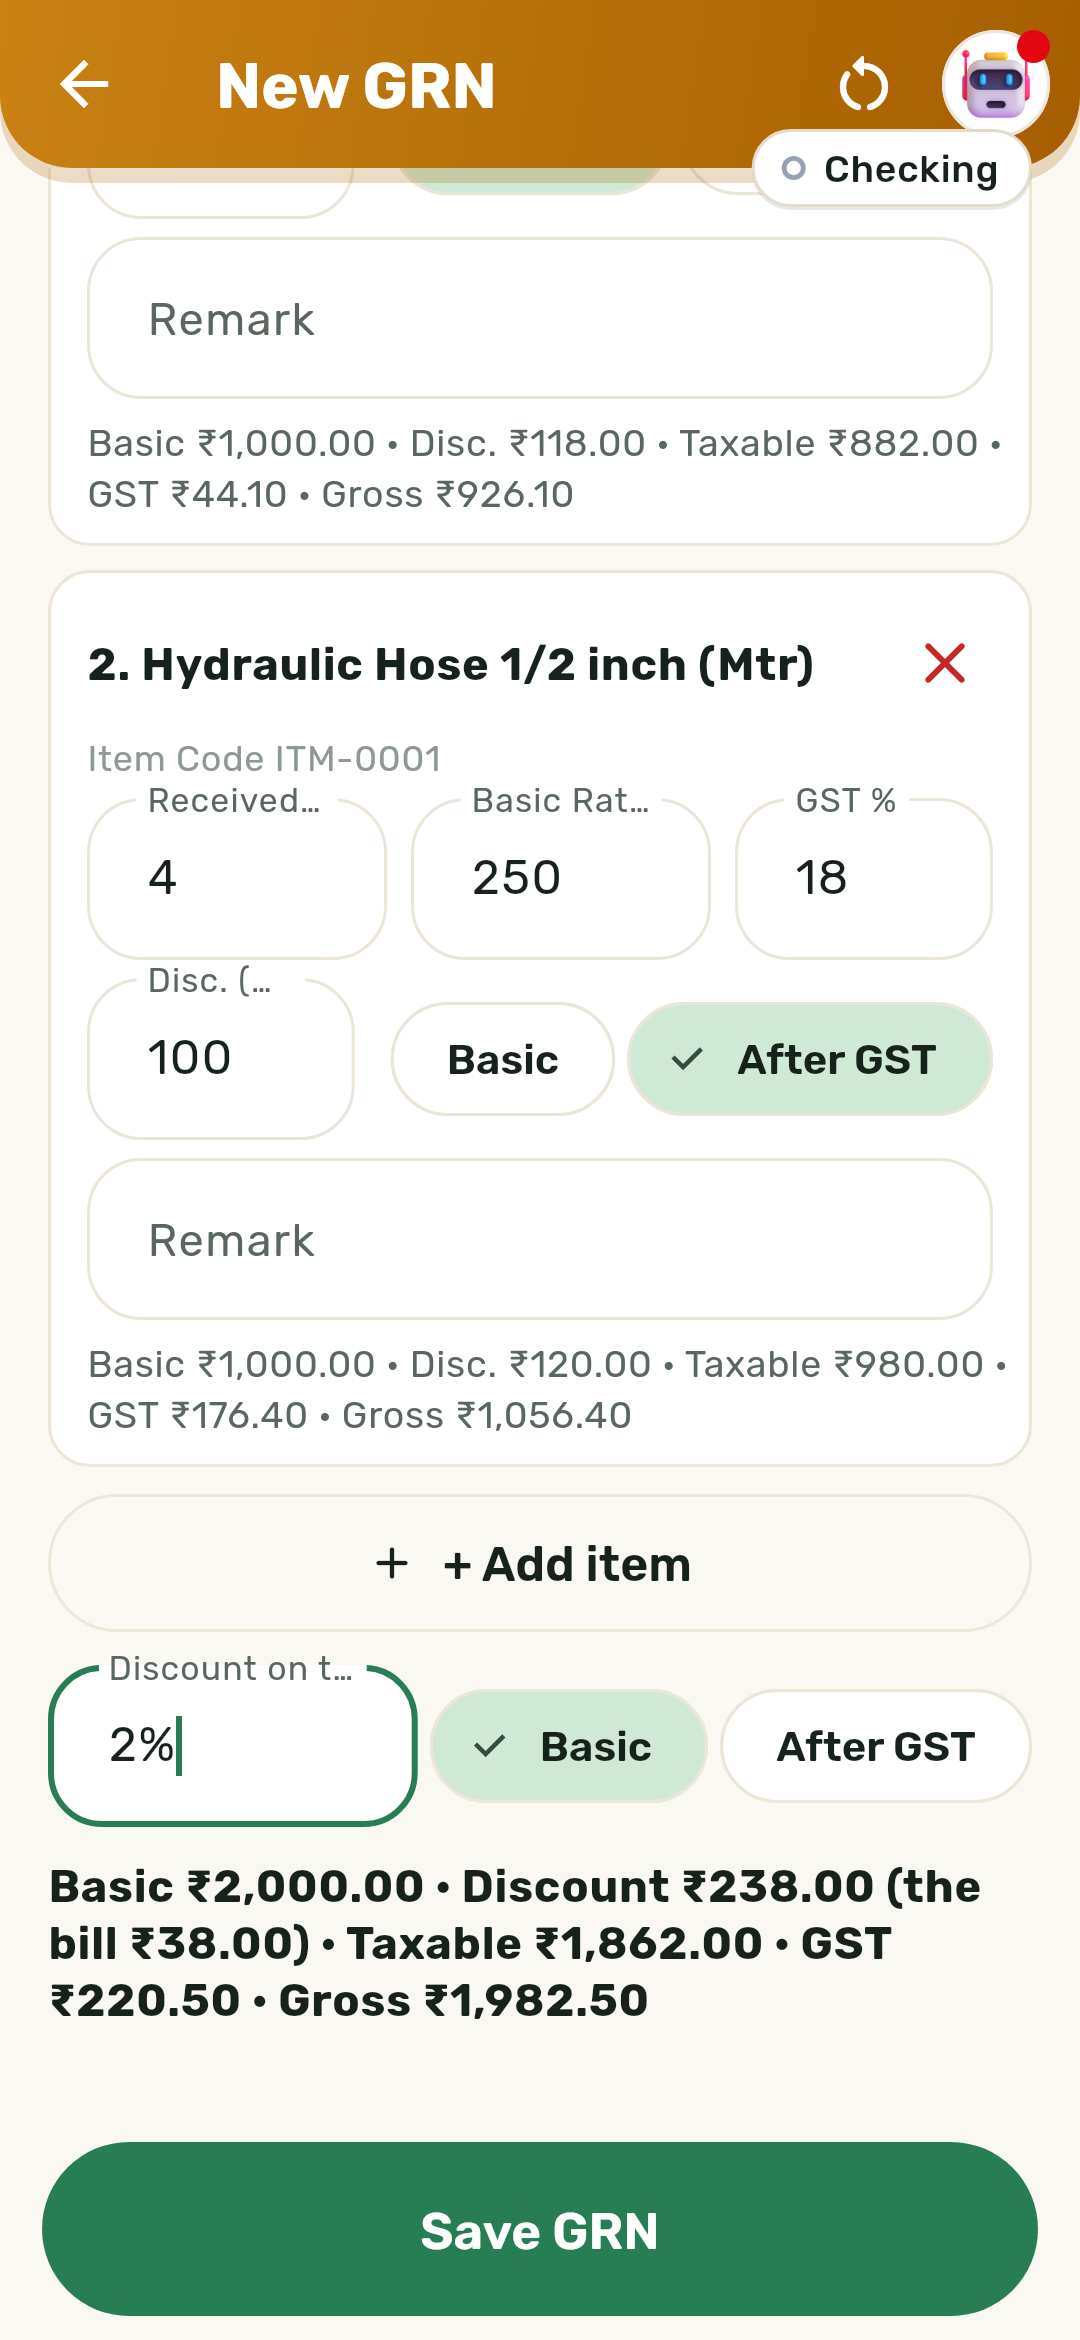 New GRN
Checking
Remark
Basic ₹1,000.00 • Disc. ₹118.00 • Taxable ₹882.00 •
GST ₹44.10 • Gross ₹926.10
2. Hydraulic Hose 1/2 inch (Mtr)
Item Code ITM-0001
Received... Basic Rat... GST %
4 250 18
Disc. (...
100 Basic After GST
Remark
Basic ₹1,000.00 • Disc. ₹120.00 • Taxable ₹980.00 •
GST ₹176.40 • Gross ₹1,056.40
+ Add item
Discount on t...
2% Basic After GST
Basic ₹2,000.00 • Discount ₹238.00 (the
bill ₹38.00) • Taxable ₹1,862.00 • GST
₹220.50 • Gross ₹1,982.50
Save GRN